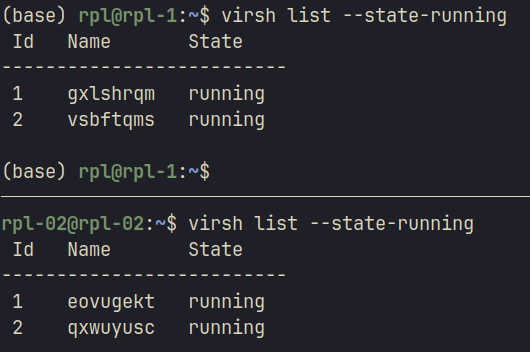 (base) rpl@rpl-1:~$ virsh list --state-running
 Id   Name       State
--------------------------
 1    gxlshrqm   running
 2    vsbftqms   running

(base) rpl@rpl-1:~$
rpl-02@rpl-02:~$ virsh list --state-running
 Id   Name       State
--------------------------
 1    eovugekt   running
 2    qxwuyusc   running